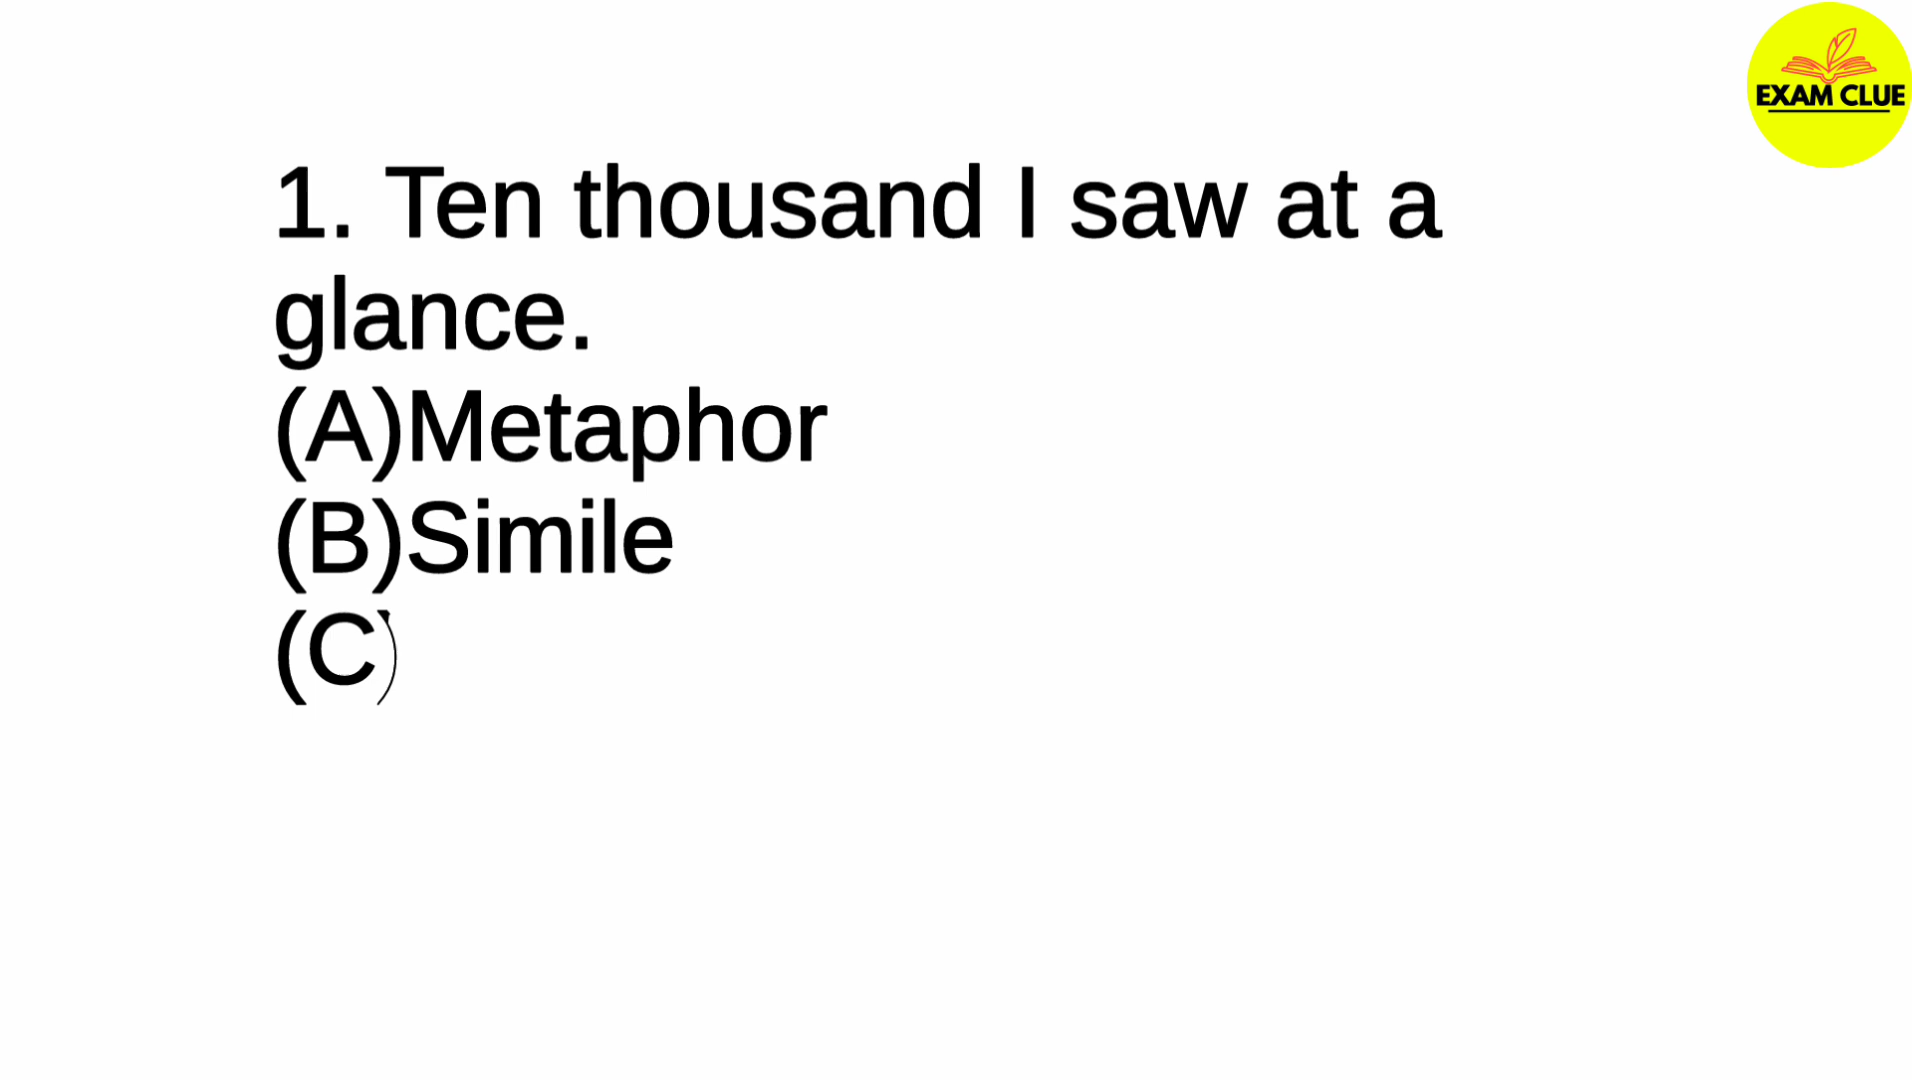 EXAM CLUE
1. Ten thousand I saw at a
glance.
(A)Metaphor
(B)Simile
(C)